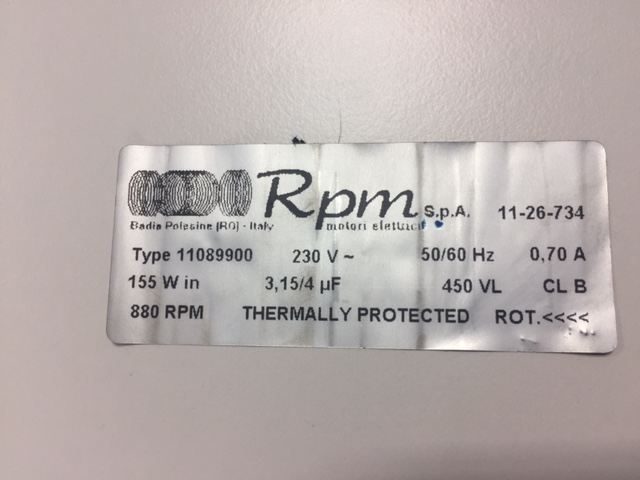 Rpm S.p.A. 11-26-734
Badia Polesine (RO) - Italy motori elettrici
Type 11089900 230 V ~ 50/60 Hz 0,70 A
155 W in 3,15/4 µF 450 VL CL B
880 RPM THERMALLY PROTECTED ROT.<<<<